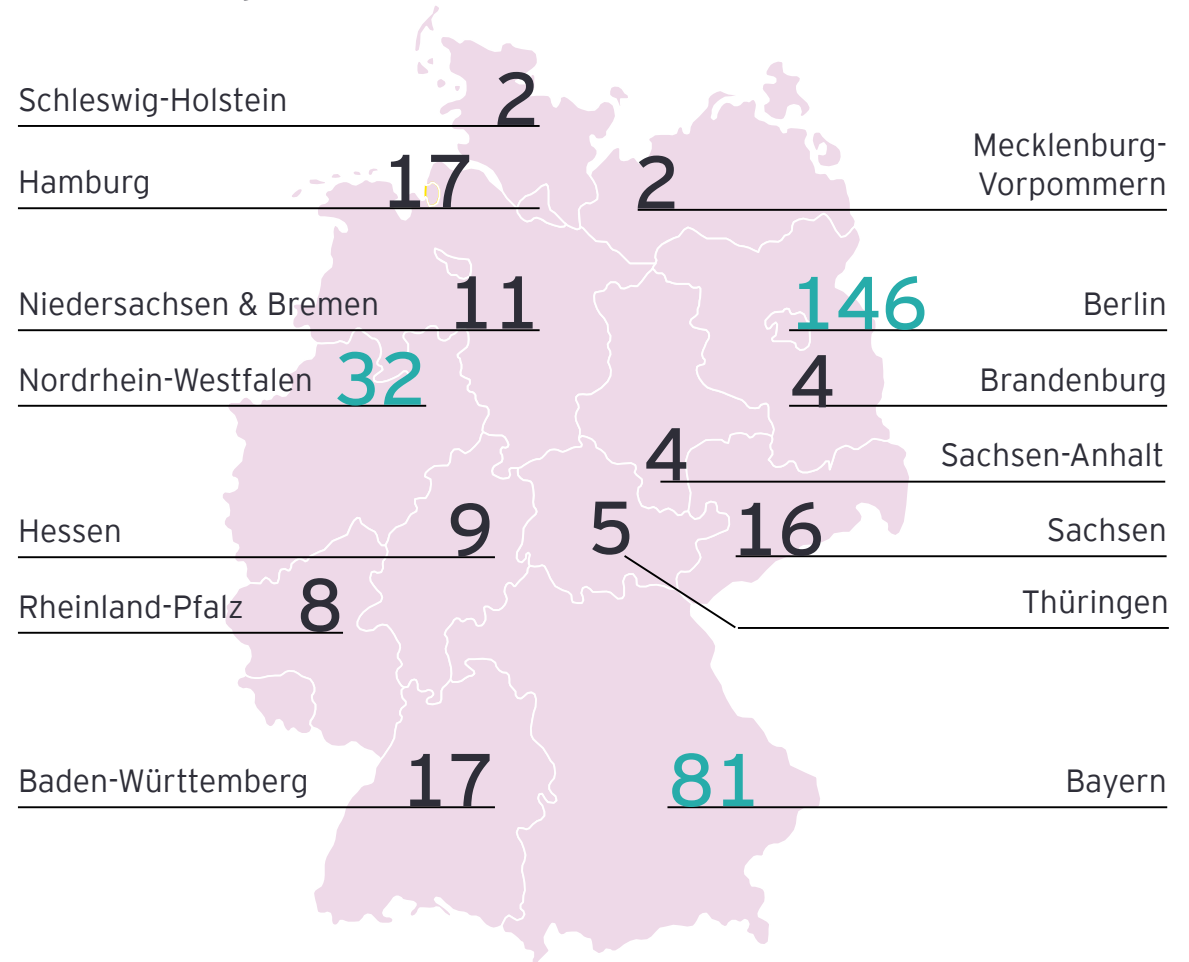 Schleswig-Holstein 2
Hamburg 17
Mecklenburg-
Vorpommern 2
Niedersachsen & Bremen 11
146 Berlin
Nordrhein-Westfalen 32
4 Brandenburg
4 Sachsen-Anhalt
Hessen 9
5
16 Sachsen
Rheinland-Pfalz 8
Thüringen
Baden-Württemberg 17
81 Bayern